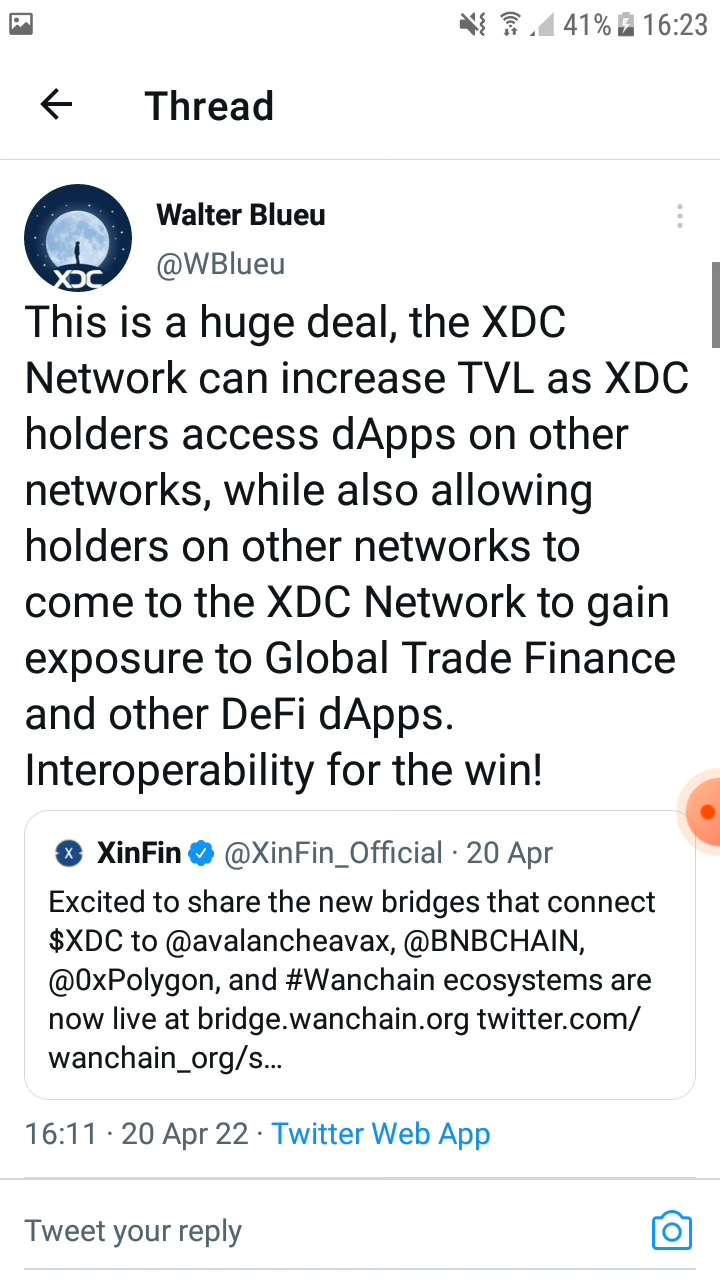 41% 16:23
Thread
Walter Blueu
@WBlueu
XDC
This is a huge deal, the XDC
Network can increase TVL as XDC
holders access dApps on other
networks, while also allowing
holders on other networks to
come to the XDC Network to gain
exposure to Global Trade Finance
and other DeFi dApps.
Interoperability for the win!
X XinFin @XinFin_Official · 20 Apr
Excited to share the new bridges that connect
$XDC to @avalancheavax, @BNBCHAIN,
@0xPolygon, and #Wanchain ecosystems are
now live at bridge.wanchain.org twitter.com/
wanchain_org/s…
16:11 · 20 Apr 22 · Twitter Web App
Tweet your reply